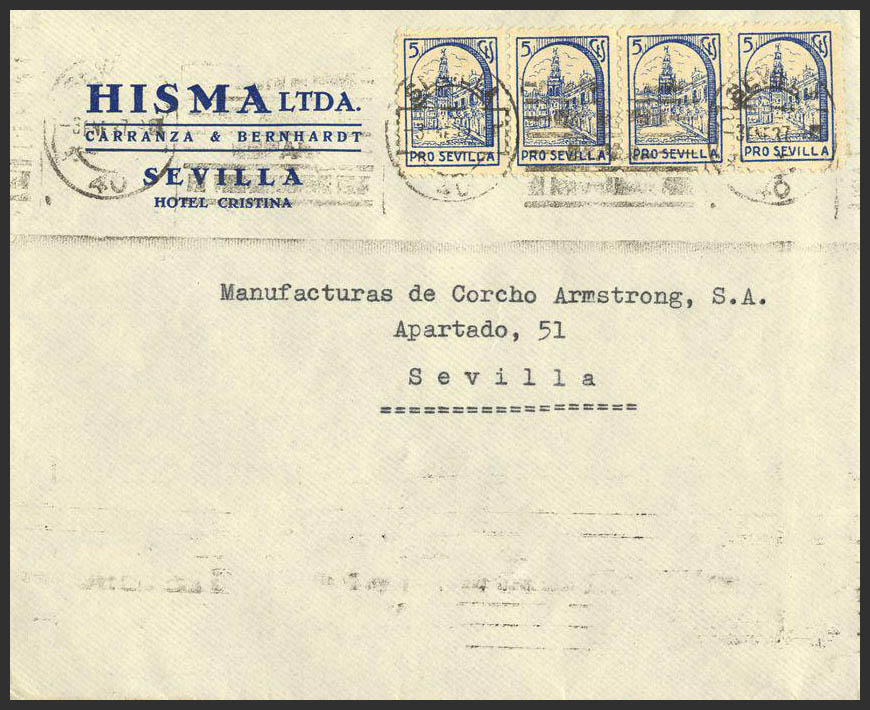 HISMA LTDA.
CARRANZA & BERNHARDT
SEVILLA
HOTEL CRISTINA
5 CTS
PRO SEVILLA
5 CTS
PRO SEVILLA
5 CTS
PRO SEVILLA
5 CTS
PRO SEVILLA
Manufacturas de Corcho Armstrong, S.A.
Apartado, 51
Sevilla
==================